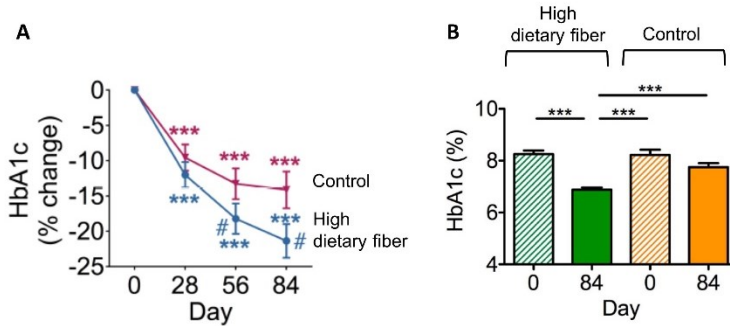 A
HbA1c
(% change)
0
-5
-10
-15
-20
-25
***
***
***
***
#
***
***
#
Control
High
dietary fiber
0 28 56 84
Day
B
High
dietary fiber
Control
HbA1c (%)
10
8
6
4
***
*** ***
0 84 0 84
Day